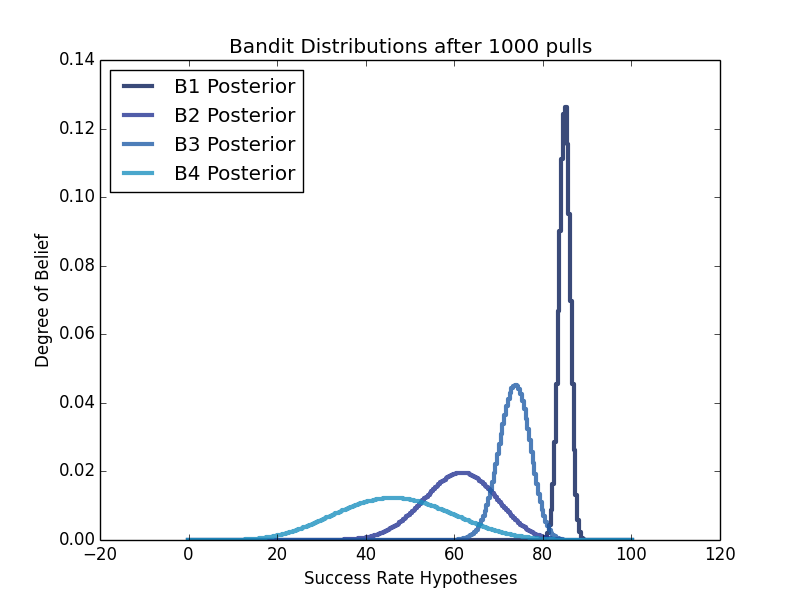 Bandit Distributions after 1000 pulls
0.14
0.12
0.10
0.08
0.06
0.04
0.02
0.00
Degree of Belief
B1 Posterior
B2 Posterior
B3 Posterior
B4 Posterior
−20 0 20 40 60 80 100 120
Success Rate Hypotheses